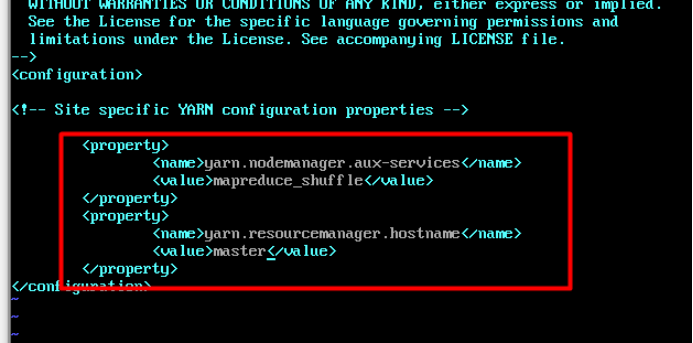 WITHOUT WARRANTIES OR CONDITIONS OF ANY KIND, either express or implied.
See the License for the specific language governing permissions and
limitations under the License. See accompanying LICENSE file.
-->
<configuration>
<!-- Site specific YARN configuration properties -->
<property>
<name>yarn.nodemanager.aux-services</name>
<value>mapreduce_shuffle</value>
</property>
<property>
<name>yarn.resourcemanager.hostname</name>
<value>master</value>
</property>
</configuration>
~
~
~